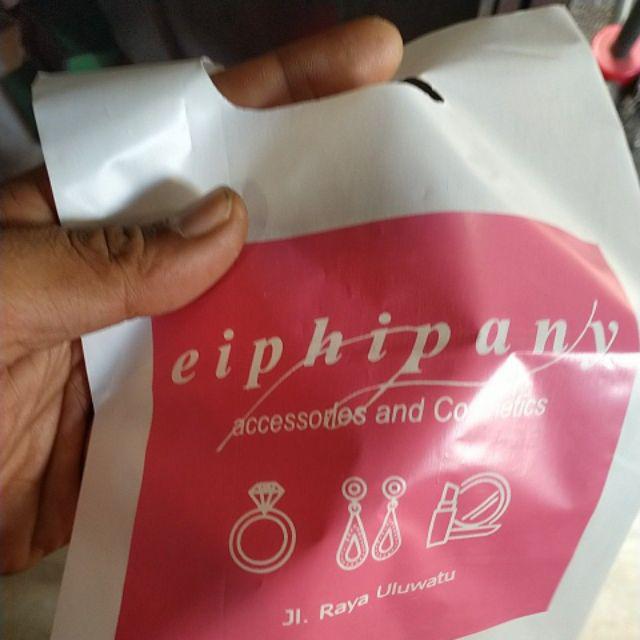 eiphipany
accessories and Cosmetics
Jl. Raya Uluwatu